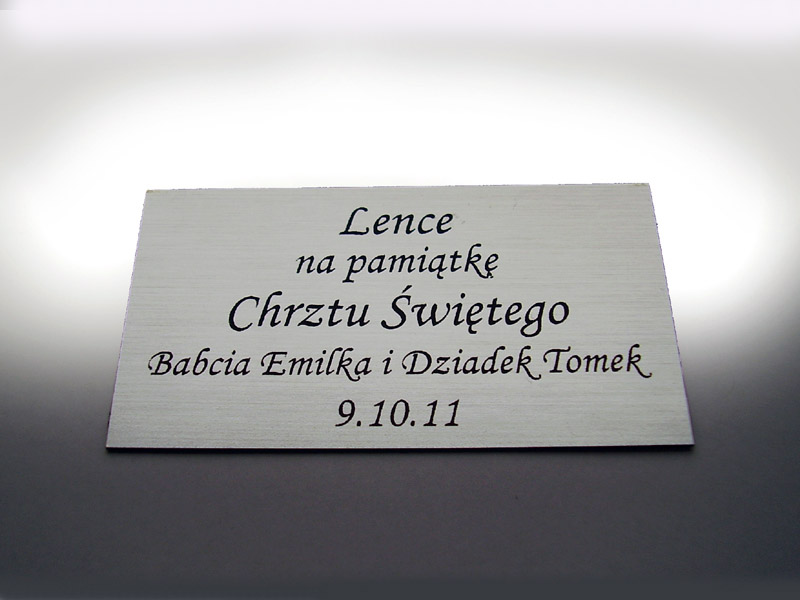 Lence
na pamiątkę
Chrztu Świętego
Babcia Emilka i Dziadek Tomek
9.10.11